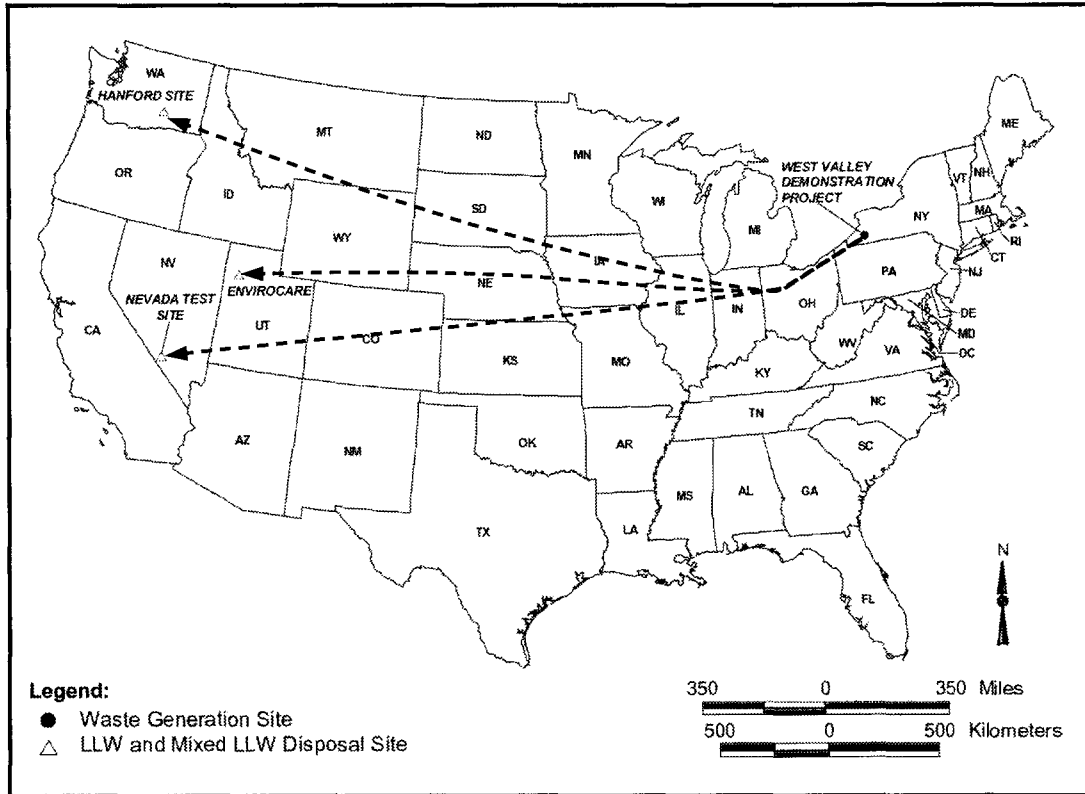 WA
HANFORD SITE
MT
ND
MN
ME
OR
ID
WEST VALLEY
DEMONSTRATION
PROJECT
VT
NH
SD
WI
NY
MA
WY
MI
RI
CT
NV
IA
PA
NJ
NEVADA TEST
SITE
ENVIROCARE
NE
IL
IN
OH
CA
UT
CO
DE
MD
DC
WV
VA
KS
MO
KY
NC
TN
AZ
NM
OK
AR
SC
MS
AL
GA
TX
LA
FL
N
Legend:
Waste Generation Site
LLW and Mixed LLW Disposal Site
350 0 350 Miles
500 0 500 Kilometers